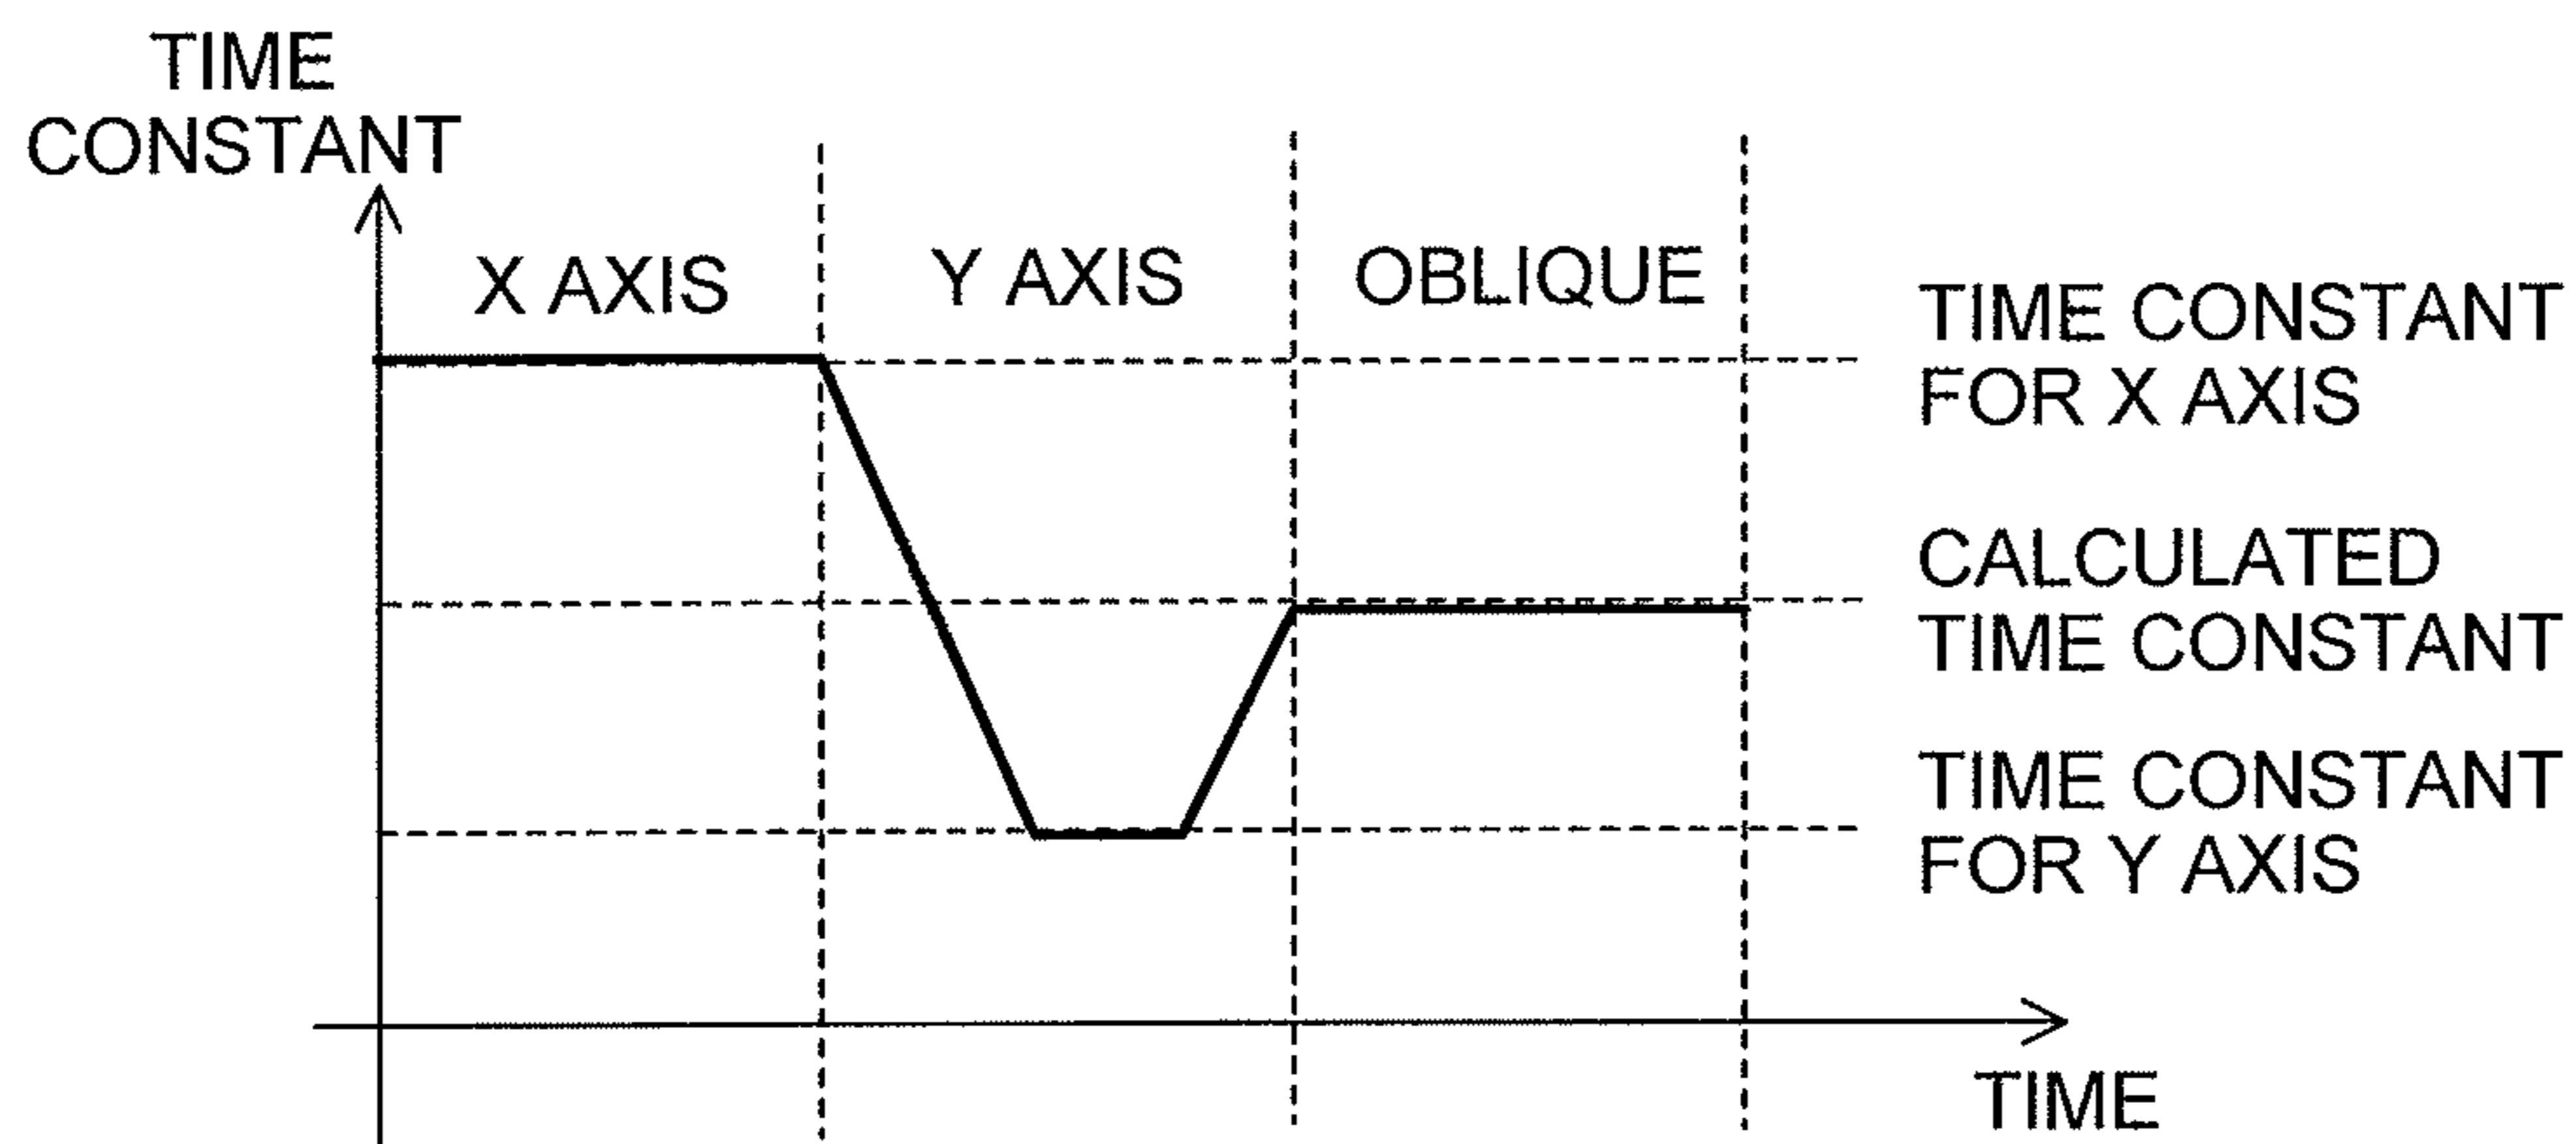 TIME
CONSTANT
X AXIS
Y AXIS
OBLIQUE
TIME CONSTANT
FOR X AXIS
CALCULATED
TIME CONSTANT
TIME CONSTANT
FOR Y AXIS
TIME